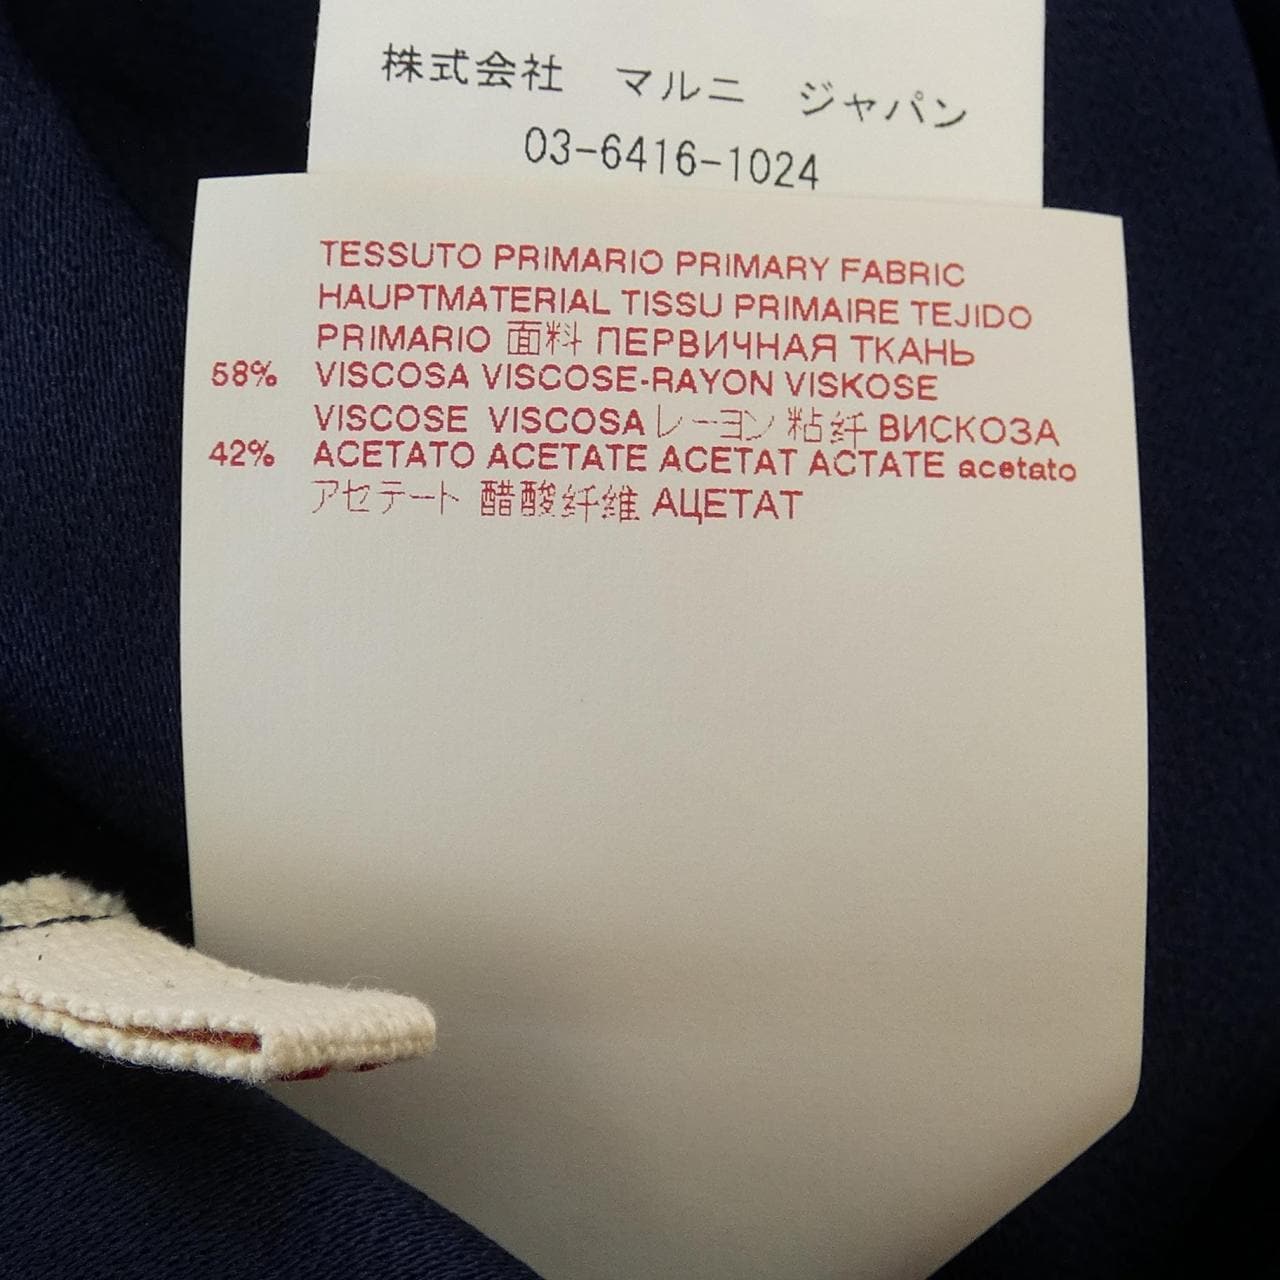 株式会社　マルニ　ジャパン
03-6416-1024
TESSUTO PRIMARIO PRIMARY FABRIC
HAUPTMATERIAL TISSU PRIMAIRE TEJIDO
PRIMARIO 面料 ПЕРВИЧНАЯ ТКАНЬ
58% VISCOSA VISCOSE-RAYON VISKOSE
VISCOSE VISCOSA レーヨン 粘纤 ВИСКОЗА
42% ACETATO ACETATE ACETAT ACTATE acetato
アセテート 醋酸纤维 АЦЕТАТ